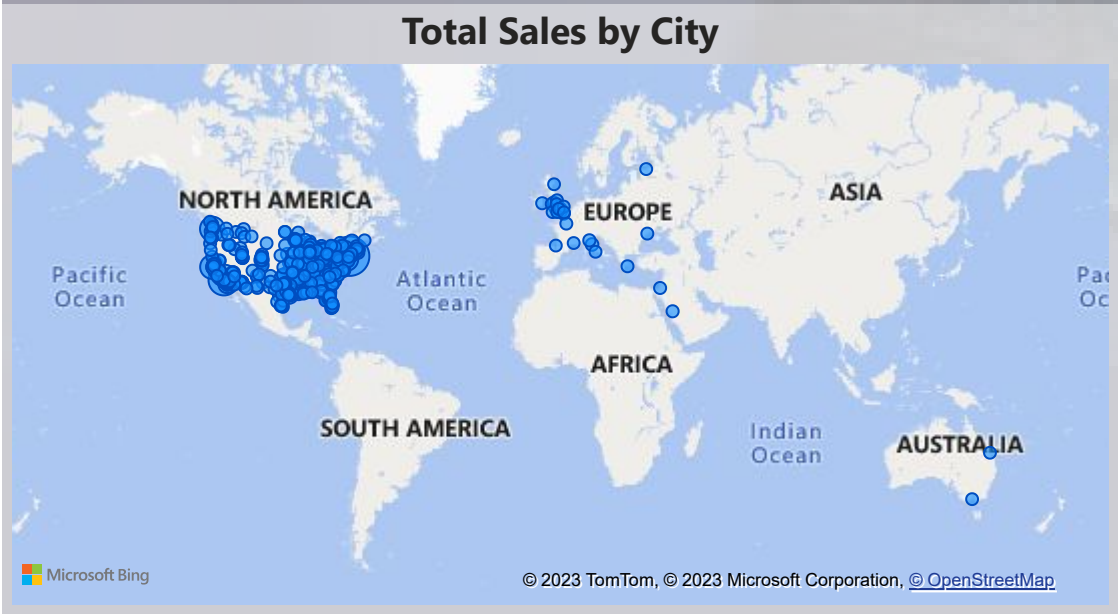 Total Sales by City
NORTH AMERICA
EUROPE
ASIA
Pacific
Ocean
Atlantic
Ocean
Pac
Oc
AFRICA
SOUTH AMERICA
Indian
Ocean
AUSTRALIA
Microsoft Bing
© 2023 TomTom, © 2023 Microsoft Corporation, © OpenStreetMap